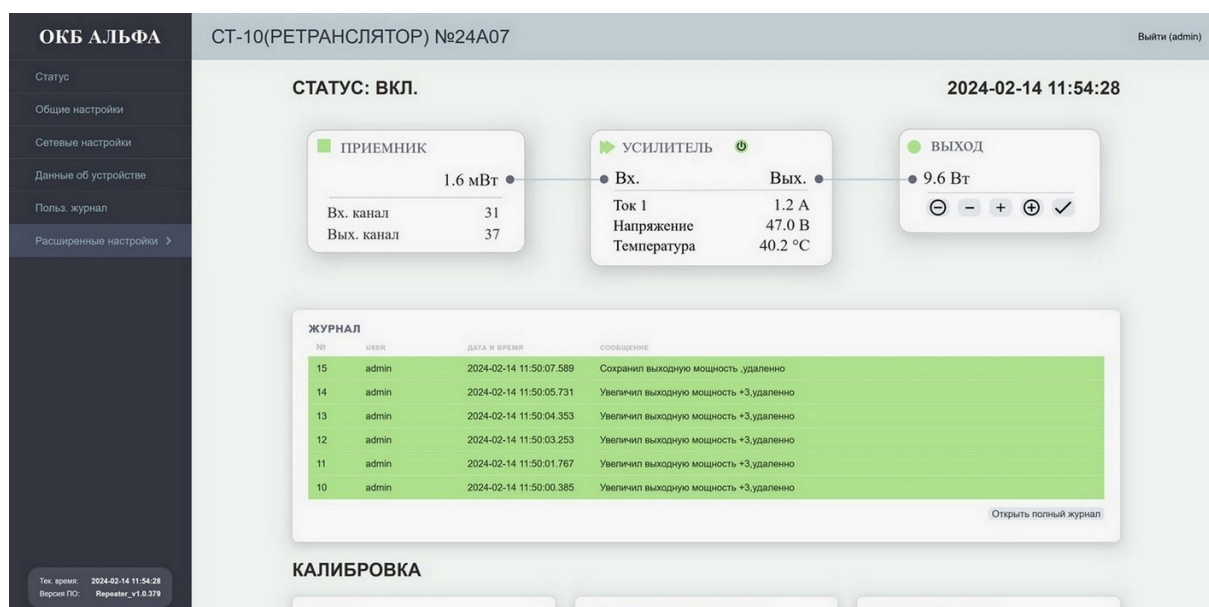 ОКБ АЛЬФА
СТ-10(РЕТРАНСЛЯТОР) №24А07
Выйти (admin)
Статус
Общие настройки
Сетевые настройки
Данные об устройстве
Польз. журнал
Расширенные настройки
СТАТУС: ВКЛ.
2024-02-14 11:54:28
ПРИЕМНИК
1.6 мВт
Вх. канал 31
Вых. канал 37
УСИЛИТЕЛЬ
Вх. Вых.
Ток 1 1.2 А
Напряжение 47.0 В
Температура 40.2 °C
ВЫХОД
9.6 Вт
ЖУРНАЛ
№ USER ДАТА И ВРЕМЯ СООБЩЕНИЕ
15 admin 2024-02-14 11:50:07.589 Сохранил выходную мощность ,удаленно
14 admin 2024-02-14 11:50:05.731 Увеличил выходную мощность +3,удаленно
13 admin 2024-02-14 11:50:04.353 Увеличил выходную мощность +3,удаленно
12 admin 2024-02-14 11:50:03.253 Увеличил выходную мощность +3,удаленно
11 admin 2024-02-14 11:50:01.767 Увеличил выходную мощность +3,удаленно
10 admin 2024-02-14 11:50:00.385 Увеличил выходную мощность +3,удаленно
Открыть полный журнал
КАЛИБРОВКА
Тек. время: 2024-02-14 11:54:28
Версия ПО: Repeater_v1.0.379